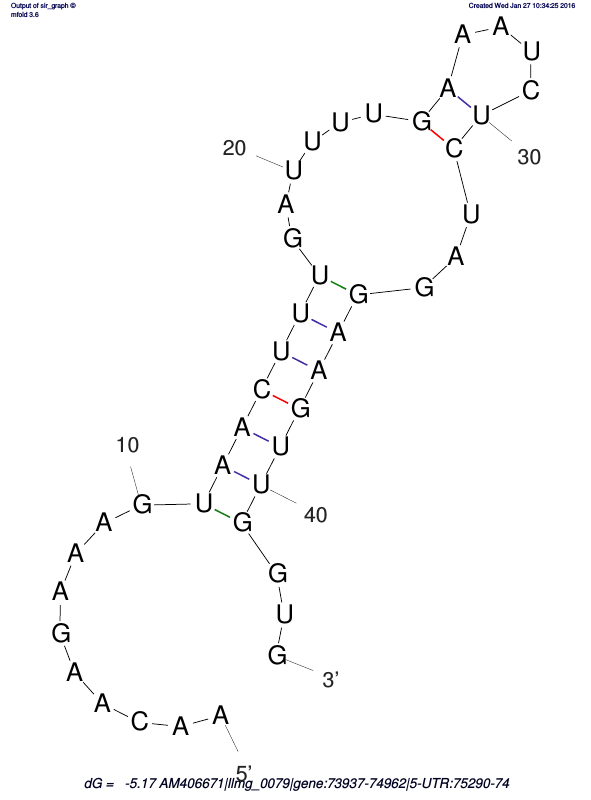 Output of sir_graph ©
mfold 3.6
Created Wed Jan 27 10:34:25 2016
A A
A U
A C
G U
U U U C
20 U 30
A U
G A
U G G
U A
U A
C G
A U
10 A U
G U G 40
A
A G
A U
G G
A 3’
A C A A
5’
dG = -5.17 AM406671|llmg_0079|gene:73937-74962|5-UTR:75290-74